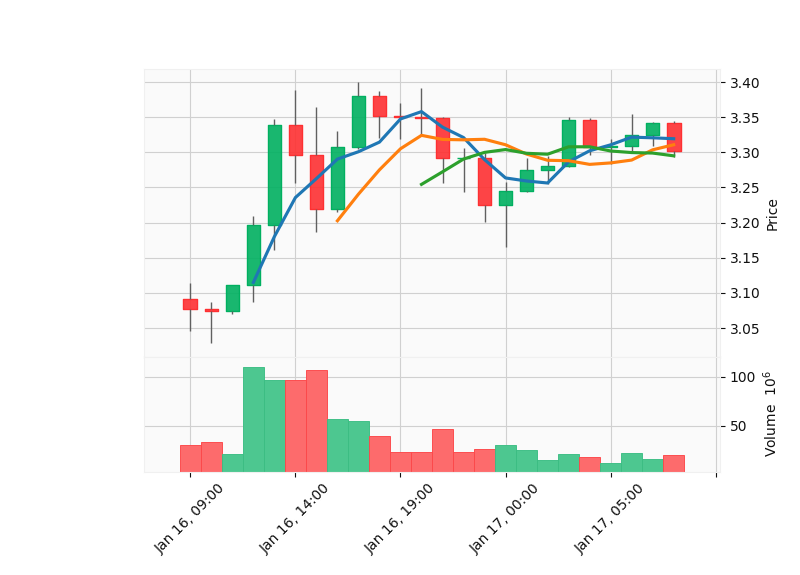 3.40
3.35
3.30
3.25
3.20
3.15
3.10
3.05
Price
100
50
Volume 10⁶
Jan 16, 09:00
Jan 16, 14:00
Jan 16, 19:00
Jan 17, 00:00
Jan 17, 05:00